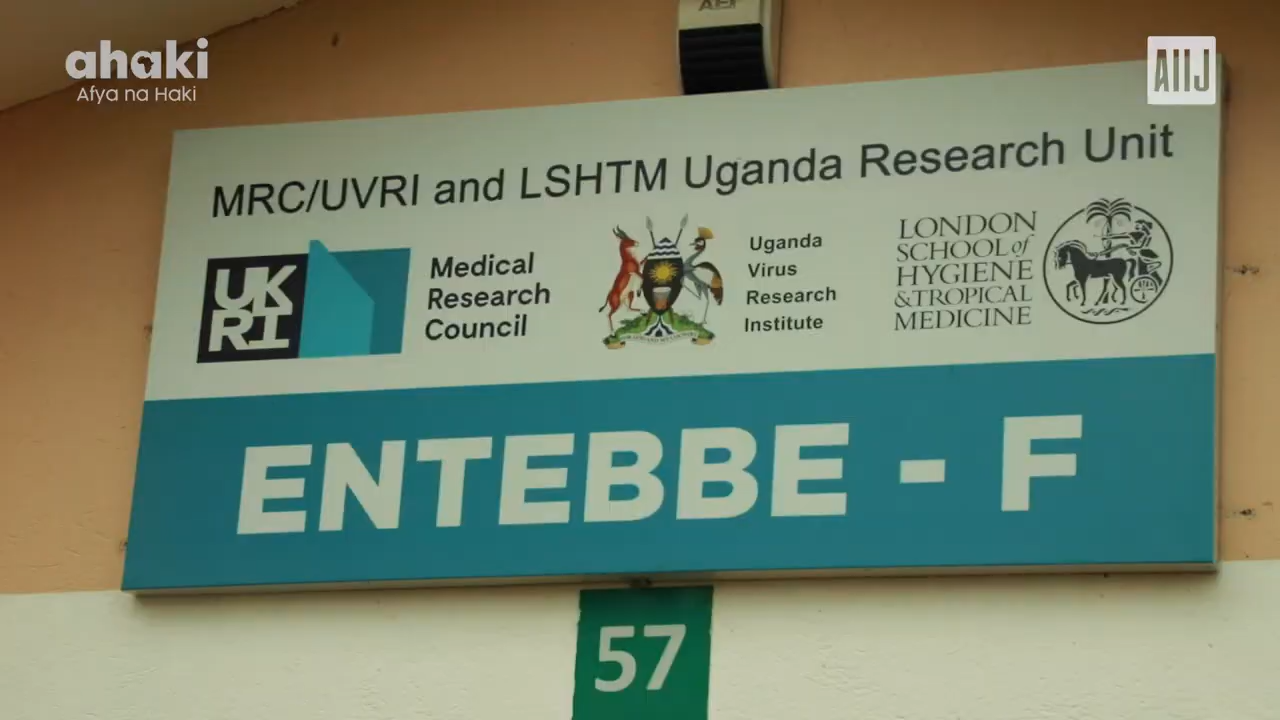 ahaki
Afya na Haki
AIIJ
MRC/UVRI and LSHTM Uganda Research Unit
UK
RI
Medical
Research
Council
Uganda
Virus
Research
Institute
LONDON
SCHOOL of
HYGIENE
& TROPICAL
MEDICINE
ENTEBBE - F
57